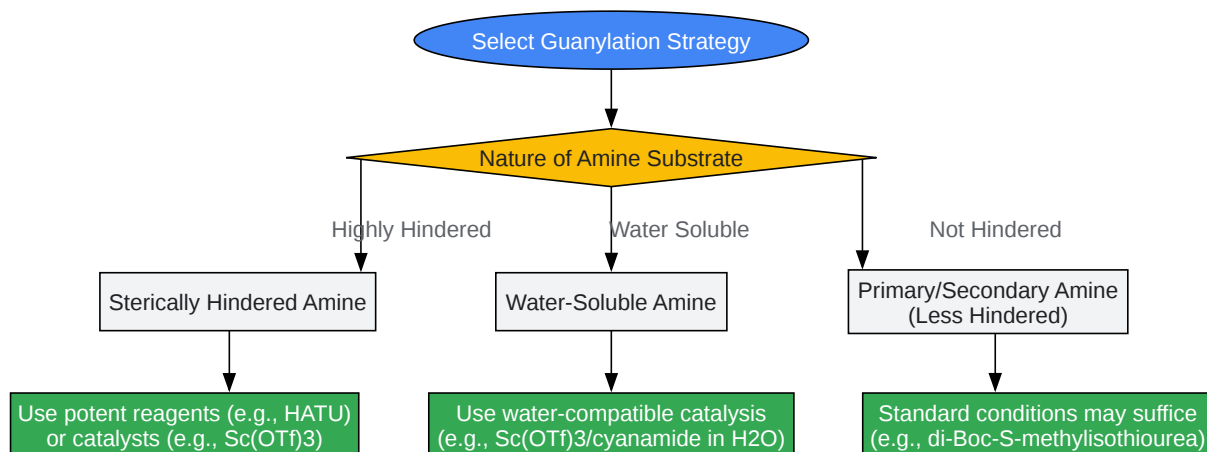 Select Guanylation Strategy
Nature of Amine Substrate
Highly Hindered
Water Soluble
Not Hindered
Sterically Hindered Amine
Water-Soluble Amine
Primary/Secondary Amine
(Less Hindered)
Use potent reagents (e.g., HATU)
or catalysts (e.g., Sc(OTf)3)
Use water-compatible catalysis
(e.g., Sc(OTf)3/cyanamide in H2O)
Standard conditions may suffice
(e.g., di-Boc-S-methylisothiourea)